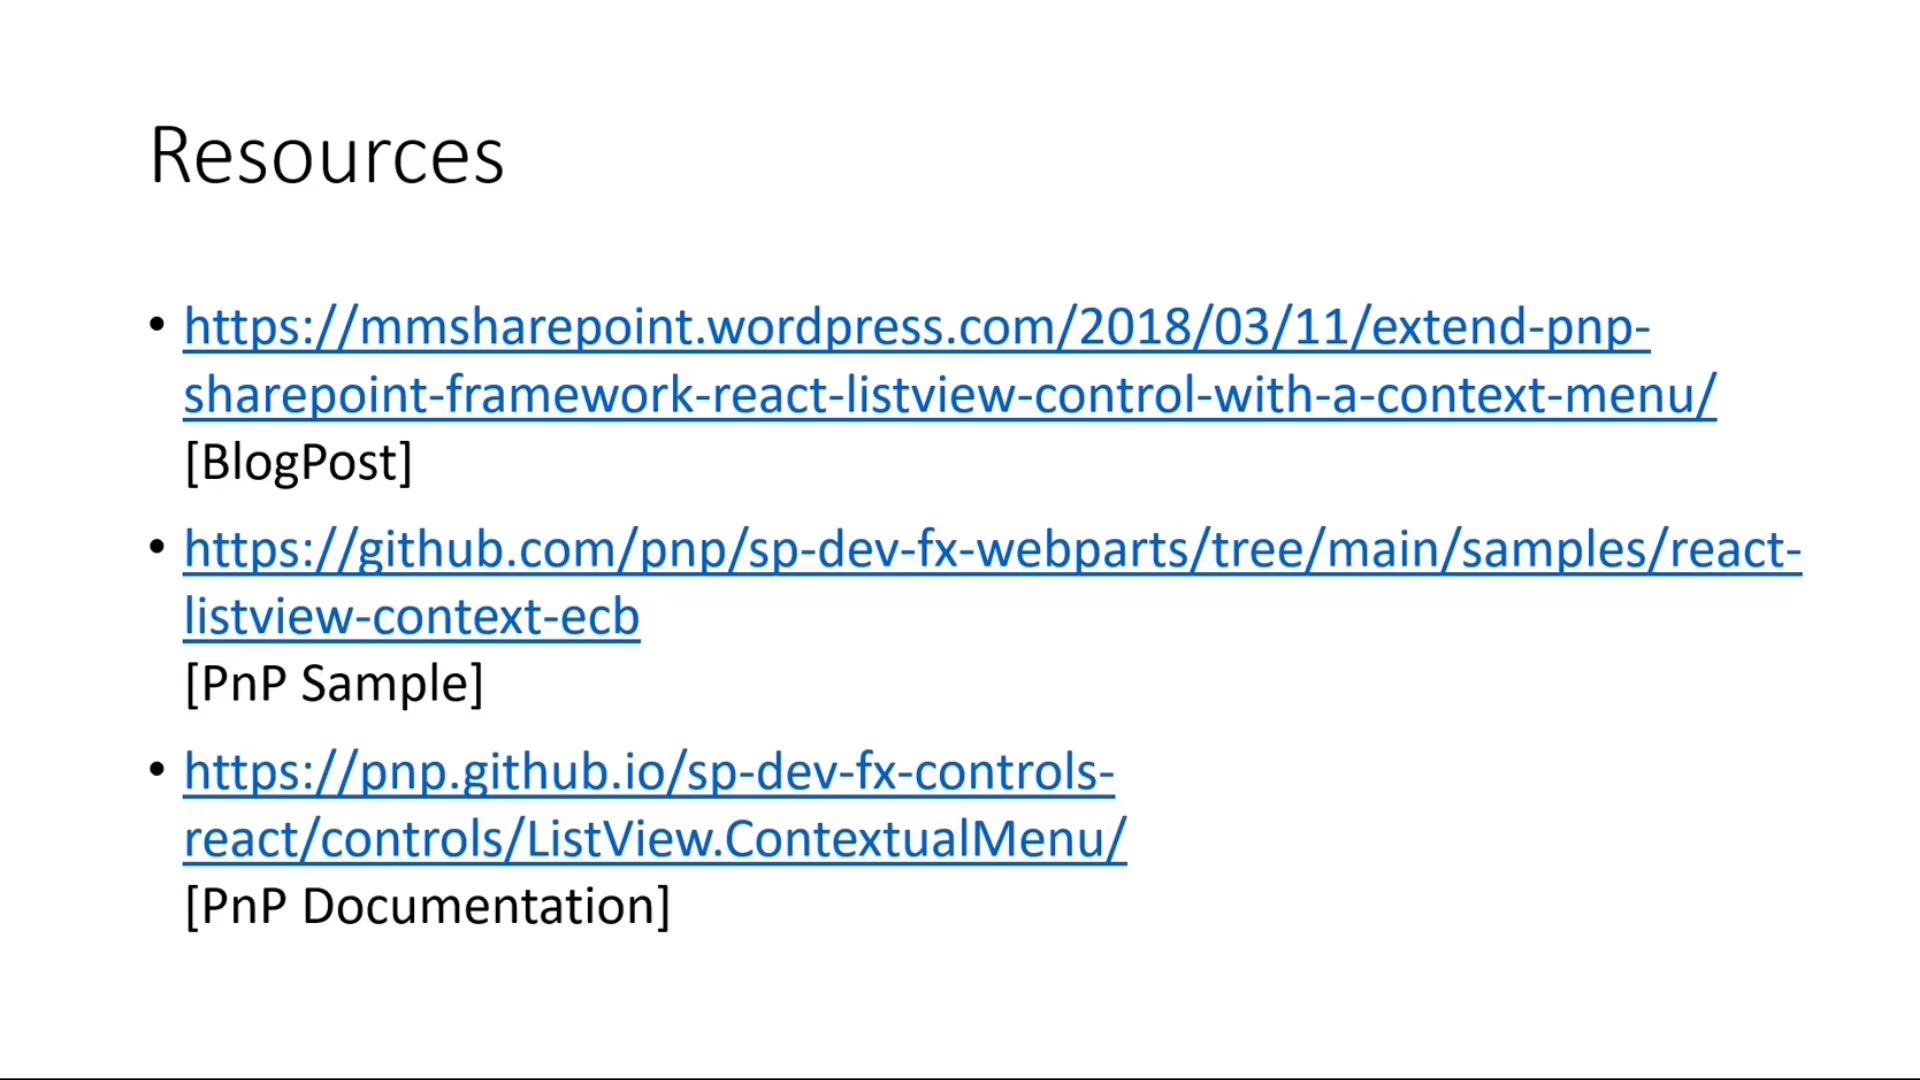 Resources
• https://mmsharepoint.wordpress.com/2018/03/11/extend-pnp-
sharepoint-framework-react-listview-control-with-a-context-menu/
[BlogPost]
• https://github.com/pnp/sp-dev-fx-webparts/tree/main/samples/react-
listview-context-ecb
[PnP Sample]
• https://pnp.github.io/sp-dev-fx-controls-
react/controls/ListView.ContextualMenu/
[PnP Documentation]